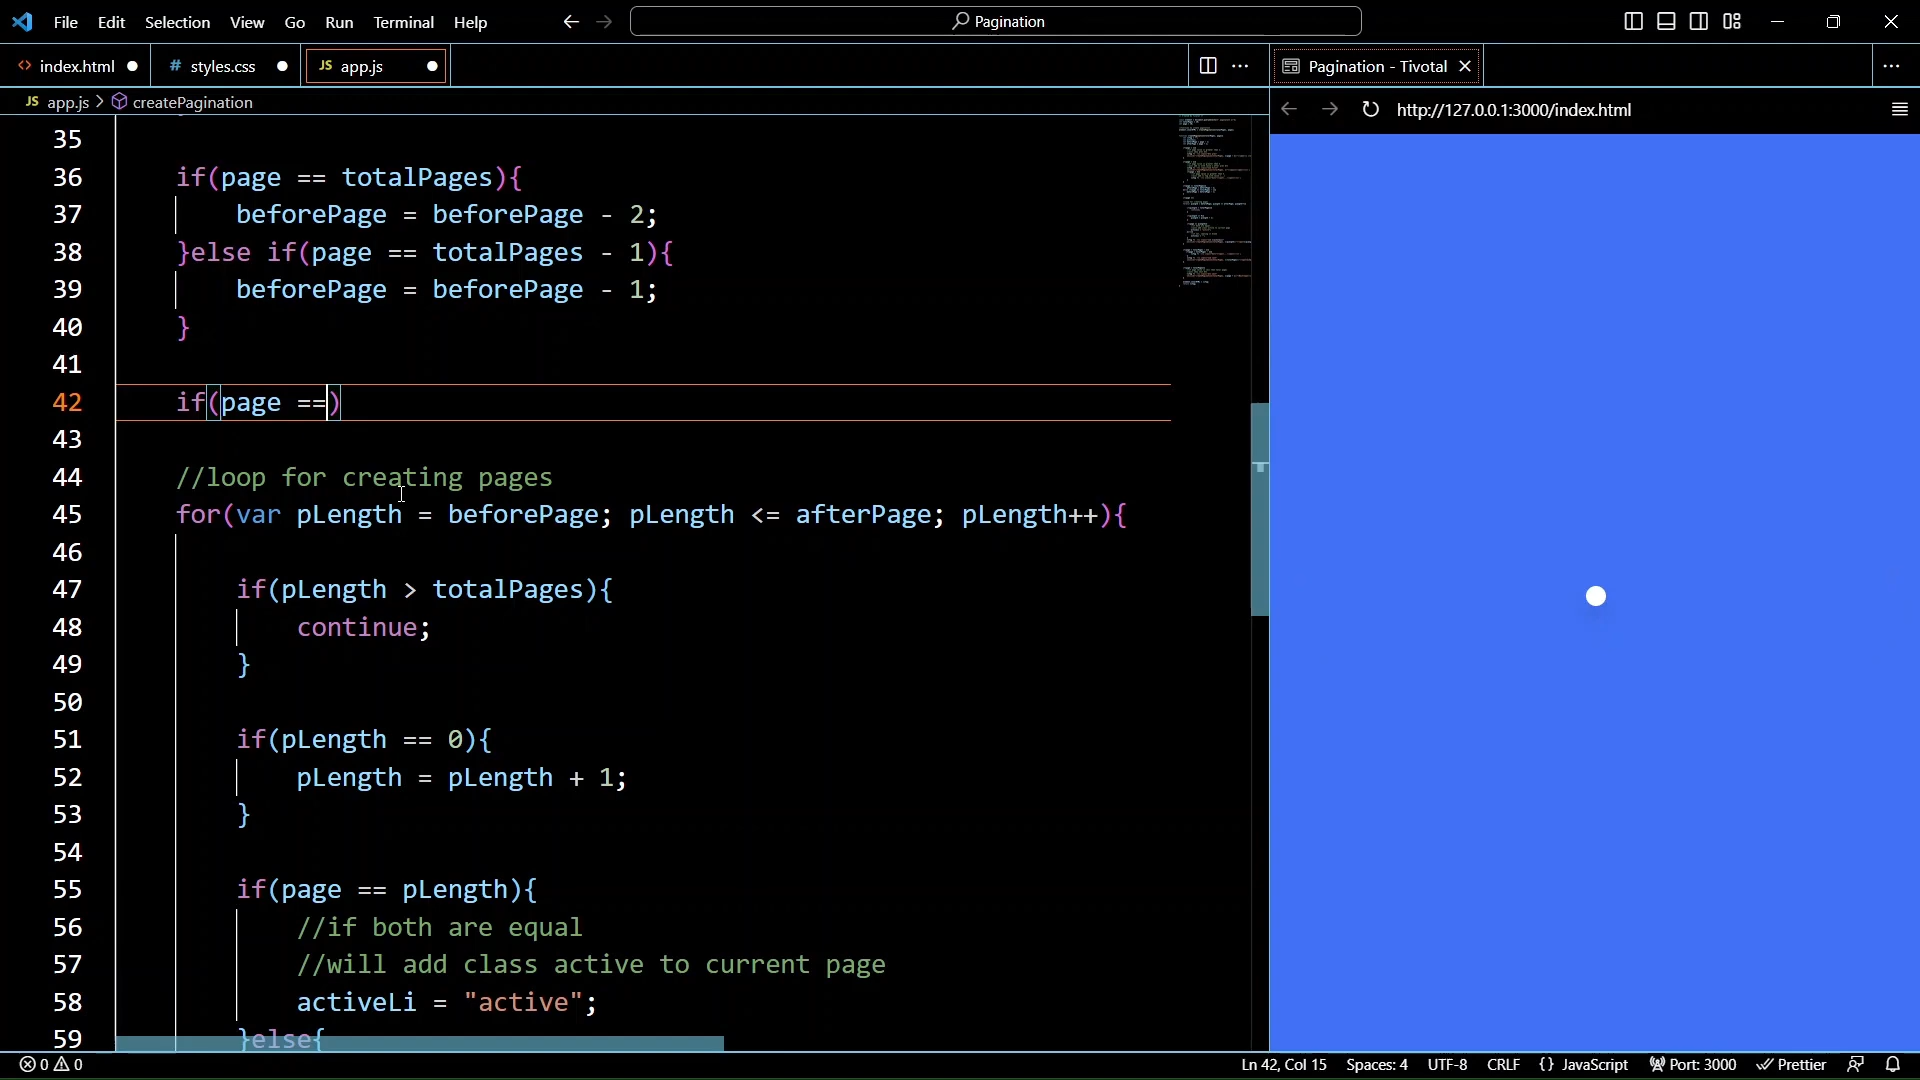 File Edit Selection View Go Run Terminal Help
Pagination
index.html
# styles.css
JS app.js
Pagination - Tivotal
JS app.js > createPagination
http://127.0.0.1:3000/index.html
35
36 if(page == totalPages){
37 beforePage = beforePage - 2;
38 }else if(page == totalPages - 1){
39 beforePage = beforePage - 1;
40 }
41
42 if(page ==)
43
44 //loop for creating pages
45 for(var pLength = beforePage; pLength <= afterPage; pLength++){
46
47 if(pLength > totalPages){
48 continue;
49 }
50
51 if(pLength == 0){
52 pLength = pLength + 1;
53 }
54
55 if(page == pLength){
56 //if both are equal
57 //will add class active to current page
58 activeLi = "active";
59 }else{
0 0
Ln 42, Col 15 Spaces: 4 UTF-8 CRLF {} JavaScript Port: 3000 Prettier